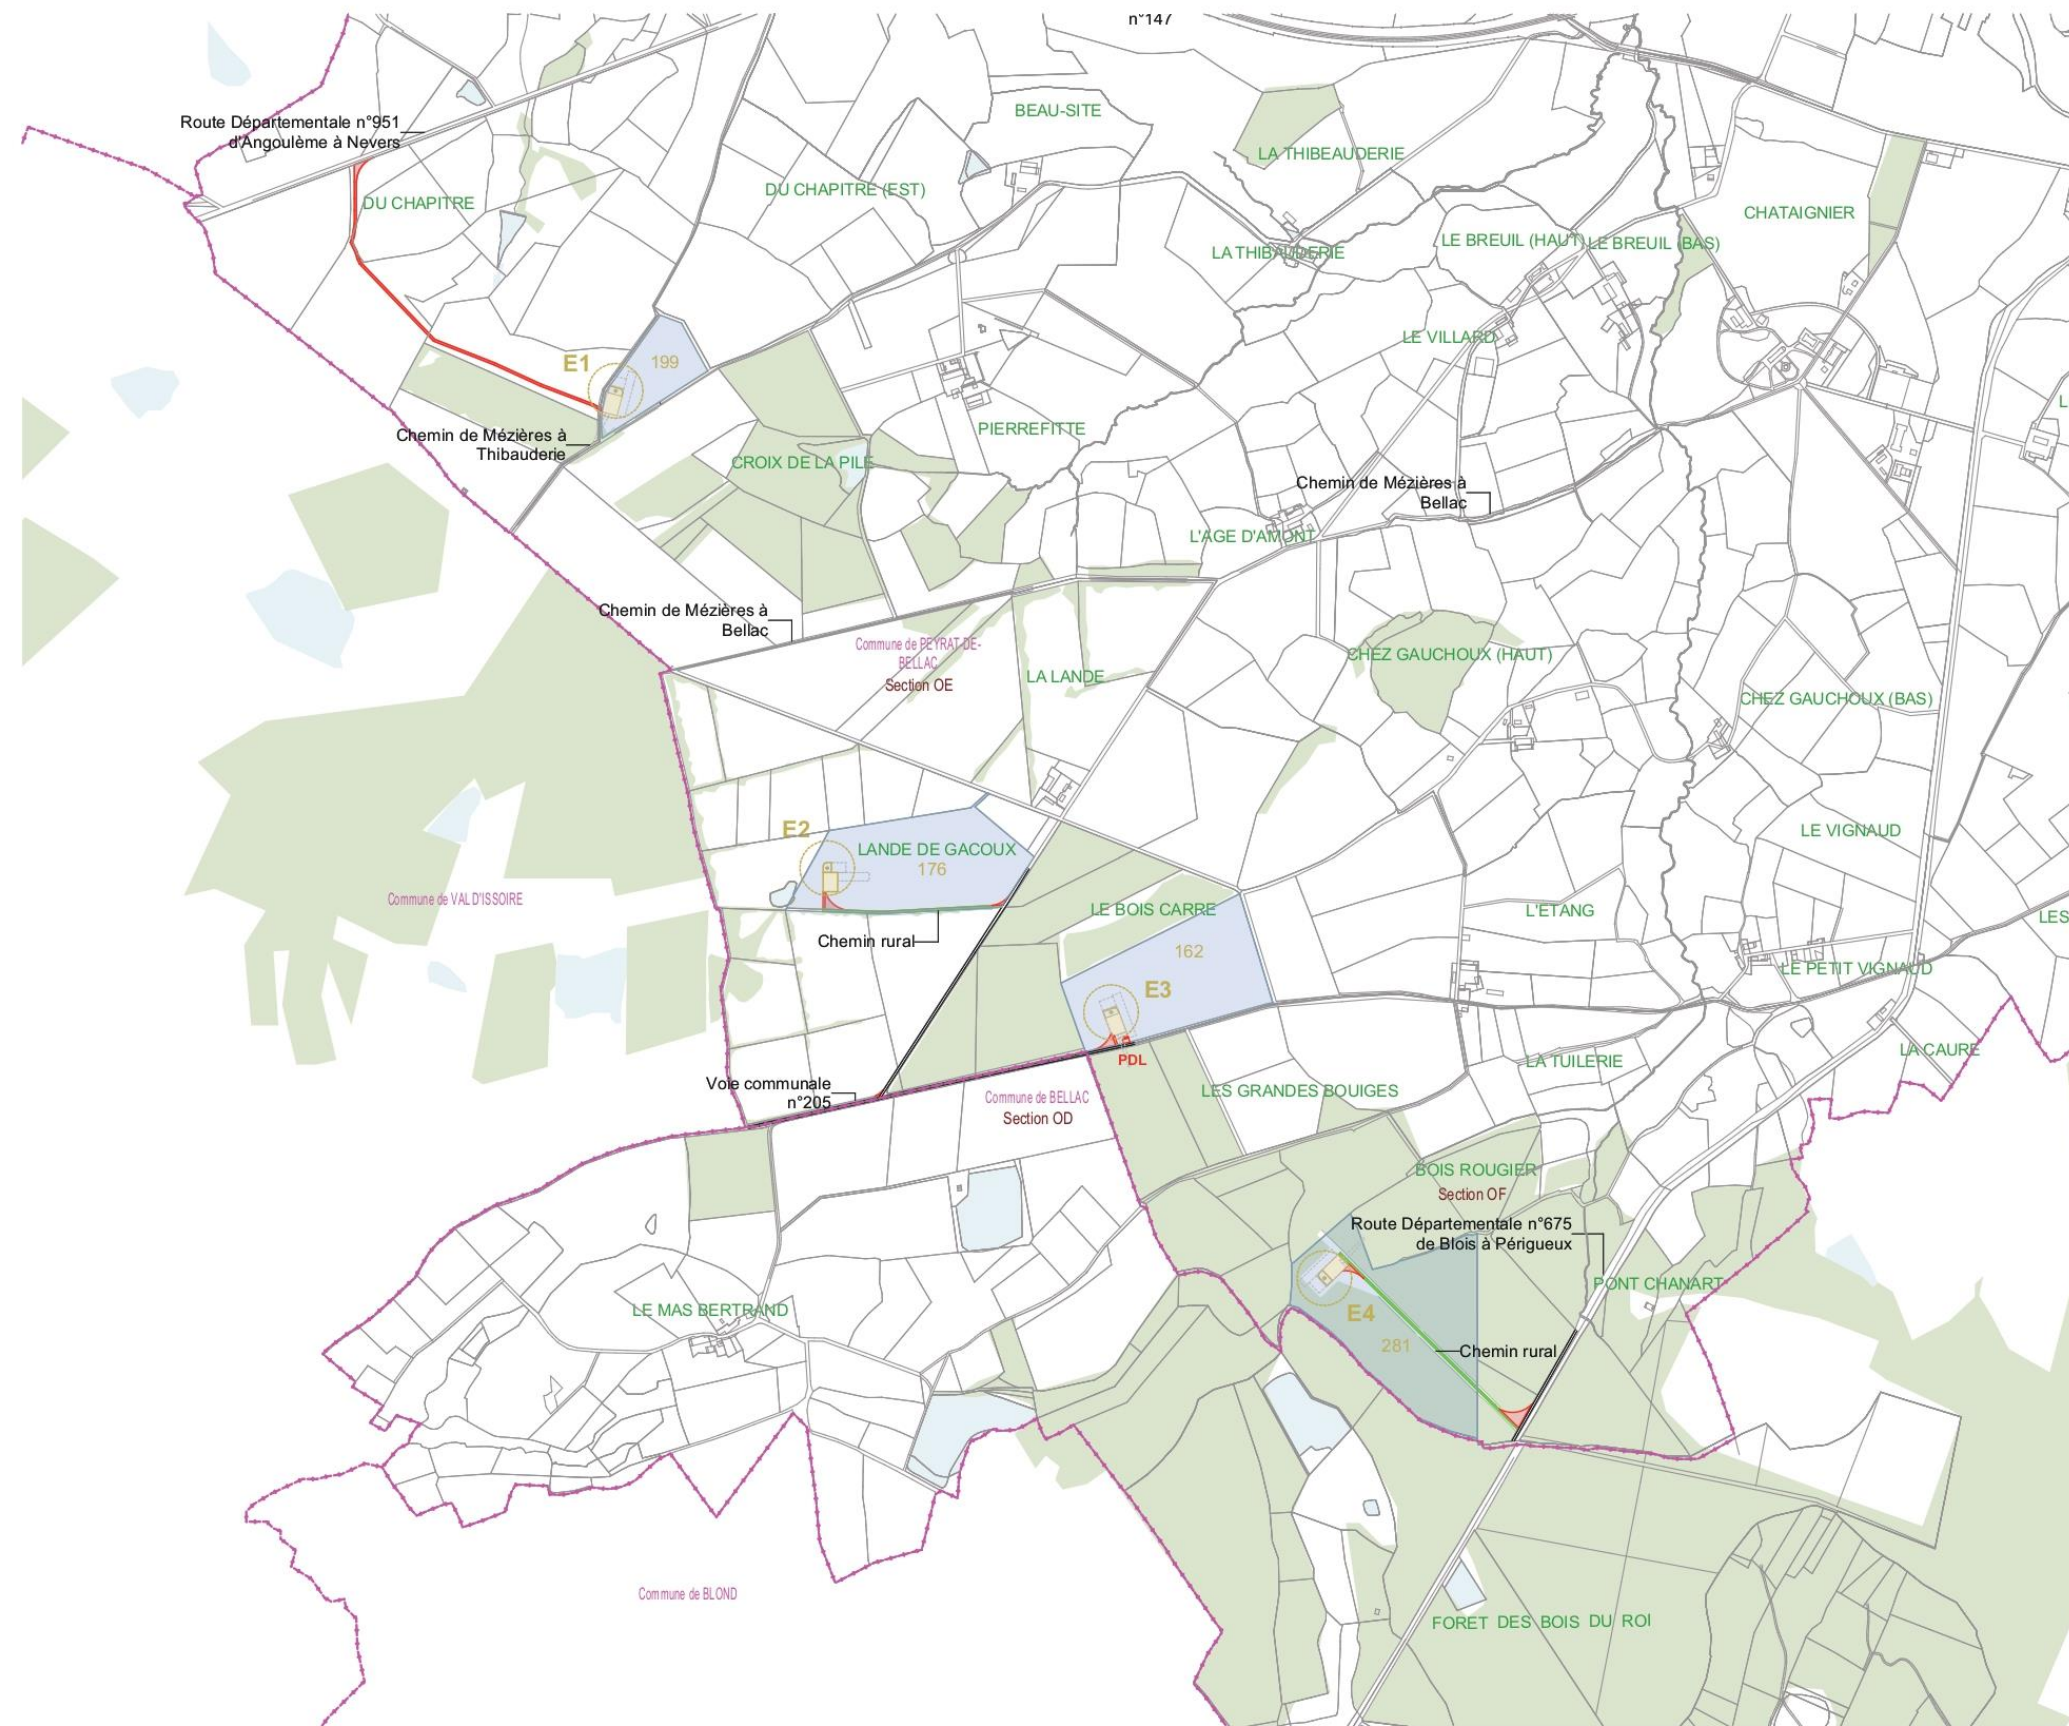 n°147
BEAU-SITE
Route Départementale n°951
d'Angoulème à Nevers
LA THIBEAUDERIE
DU CHAPITRE (EST)
DU CHAPITRE
CHATAIGNIER
LE BREUIL (HAUT)
LE BREUIL (BAS)
LA THIBAUDERIE
LE VILLARD
E1
199
PIERREFITTE
Chemin de Mézières à
Thibauderie
CROIX DE LA PILE
Chemin de Mézières à
Bellac
L'AGE D'AMONT
Chemin de Mézières à
Bellac
Commune de PEYRAT-DE-
BELLAC
Section OE
LA LANDE
CHEZ GAUCHOUX (HAUT)
CHEZ GAUCHOUX (BAS)
E2
LANDE DE GACOUX
176
LE VIGNAUD
Commune de VAL D'ISSOIRE
LE BOIS CARRE
L'ETANG
LES
Chemin rural
162
LE PETIT VIGNAUD
E3
PDL
LA TUILERIE
LA CAURE
Voie communale
n°205
Commune de BELLAC
Section OD
LES GRANDES BOUIGES
BOIS ROUGIER
Section OF
Route Départementale n°675
de Blois à Périgueux
PONT CHANART
LE MAS BERTRAND
E4
281
Chemin rural
Commune de BLOND
FORET DES BOIS DU ROI